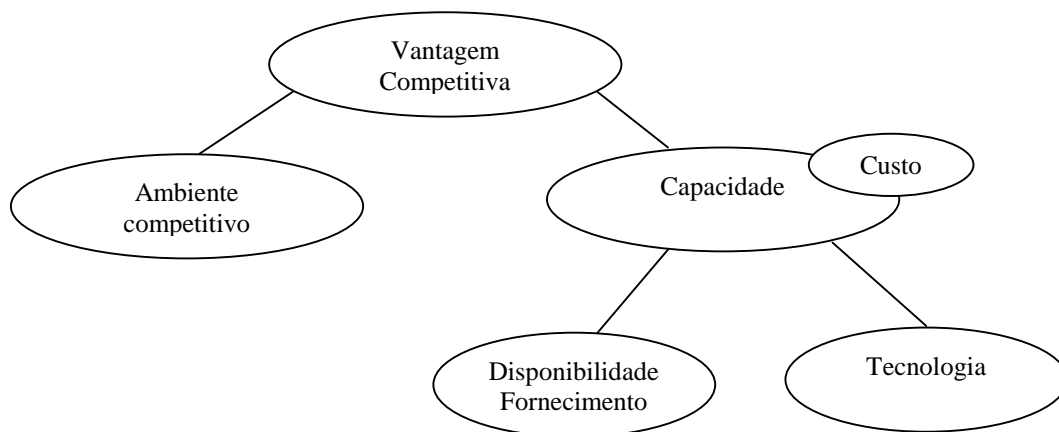 Vantagem
Competitiva
Ambiente
competitivo
Capacidade
Custo
Disponibilidade
Fornecimento
Tecnologia